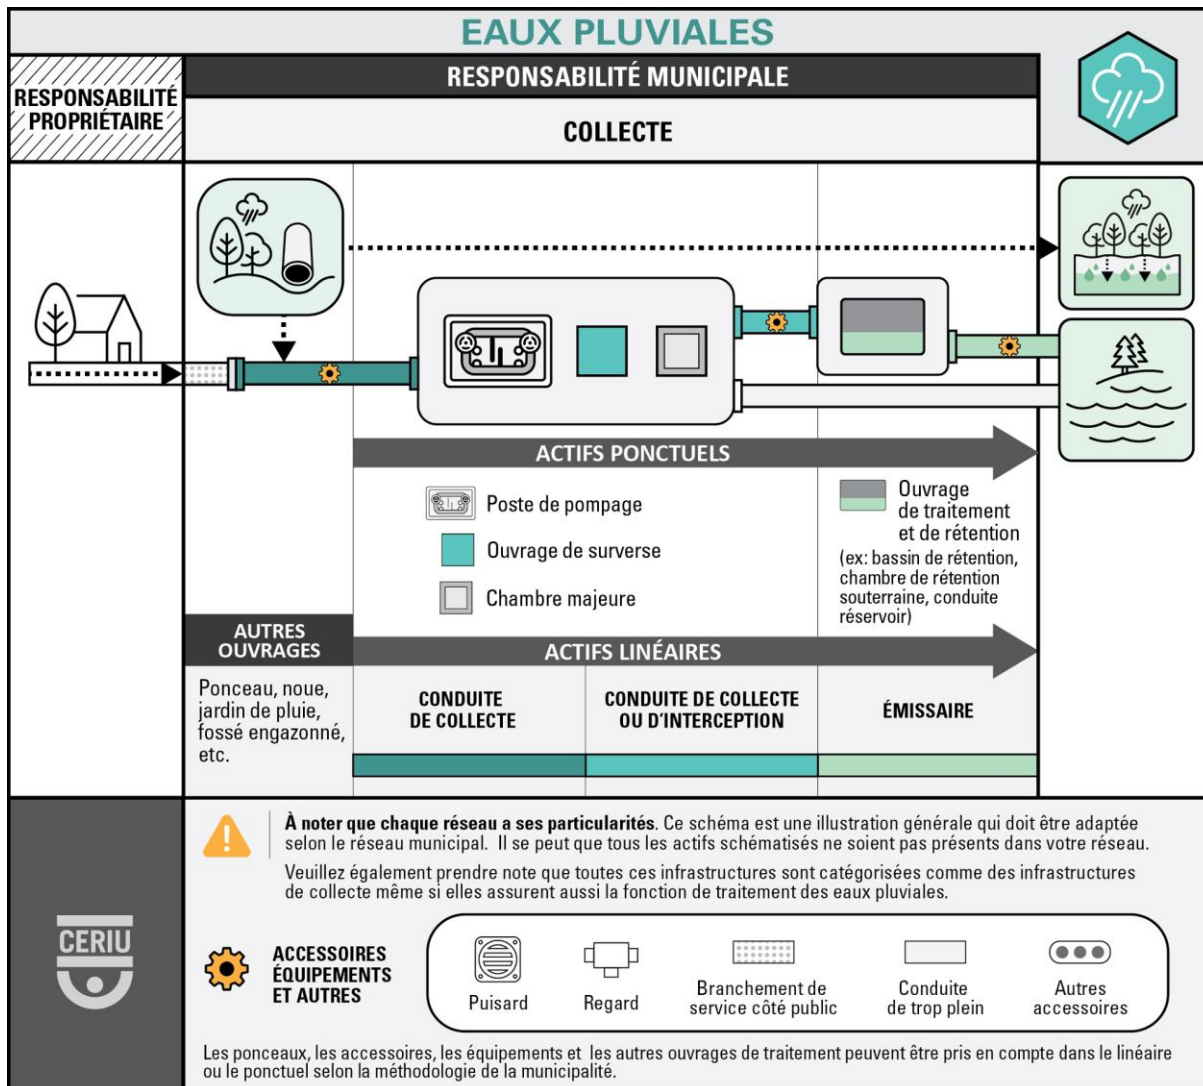 EAUX PLUVIALES
RESPONSABILITÉ
PROPRIÉTAIRE
RESPONSABILITÉ MUNICIPALE
COLLECTE
ACTIFS PONCTUELS
Poste de pompage
Ouvrage de surverse
Chambre majeure
Ouvrage
de traitement
et de rétention
(ex: bassin de rétention,
chambre de rétention
souterraine, conduite
réservoir)
AUTRES
OUVRAGES
ACTIFS LINÉAIRES
Ponceau, noue,
jardin de pluie,
fossé engazonné,
etc.
CONDUITE
DE COLLECTE
CONDUITE DE COLLECTE
OU D'INTERCEPTION
ÉMISSAIRE
À noter que chaque réseau a ses particularités. Ce schéma est une illustration générale qui doit être adaptée
selon le réseau municipal. Il se peut que tous les actifs schématisés ne soient pas présents dans votre réseau.
Veuillez également prendre note que toutes ces infrastructures sont catégorisées comme des infrastructures
de collecte même si elles assurent aussi la fonction de traitement des eaux pluviales.
CERIU
ACCESSOIRES
ÉQUIPEMENTS
ET AUTRES
Puisard
Regard
Branchement de
service côté public
Conduite
de trop plein
Autres
accessoires
Les ponceaux, les accessoires, les équipements et les autres ouvrages de traitement peuvent être pris en compte dans le linéaire
ou le ponctuel selon la méthodologie de la municipalité.